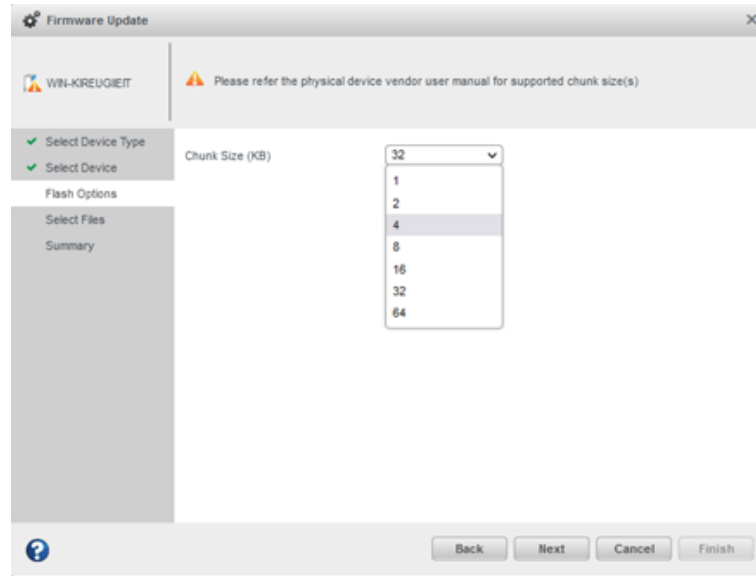 Firmware Update
WIN-KIREUGIEIT
Please refer the physical device vendor user manual for supported chunk size(s)
Select Device Type
Select Device
Flash Options
Select Files
Summary
Chunk Size (KB)
32
1
2
4
8
16
32
64
Back
Next
Cancel
Finish